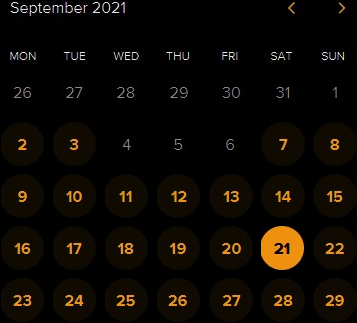 September 2021
MON TUE WED THU FRI SAT SUN
26 27 28 29 30 31 1
2 3 4 5 6 7 8
9 10 11 12 13 14 15
16 17 18 19 20 21 22
23 24 25 26 27 28 29